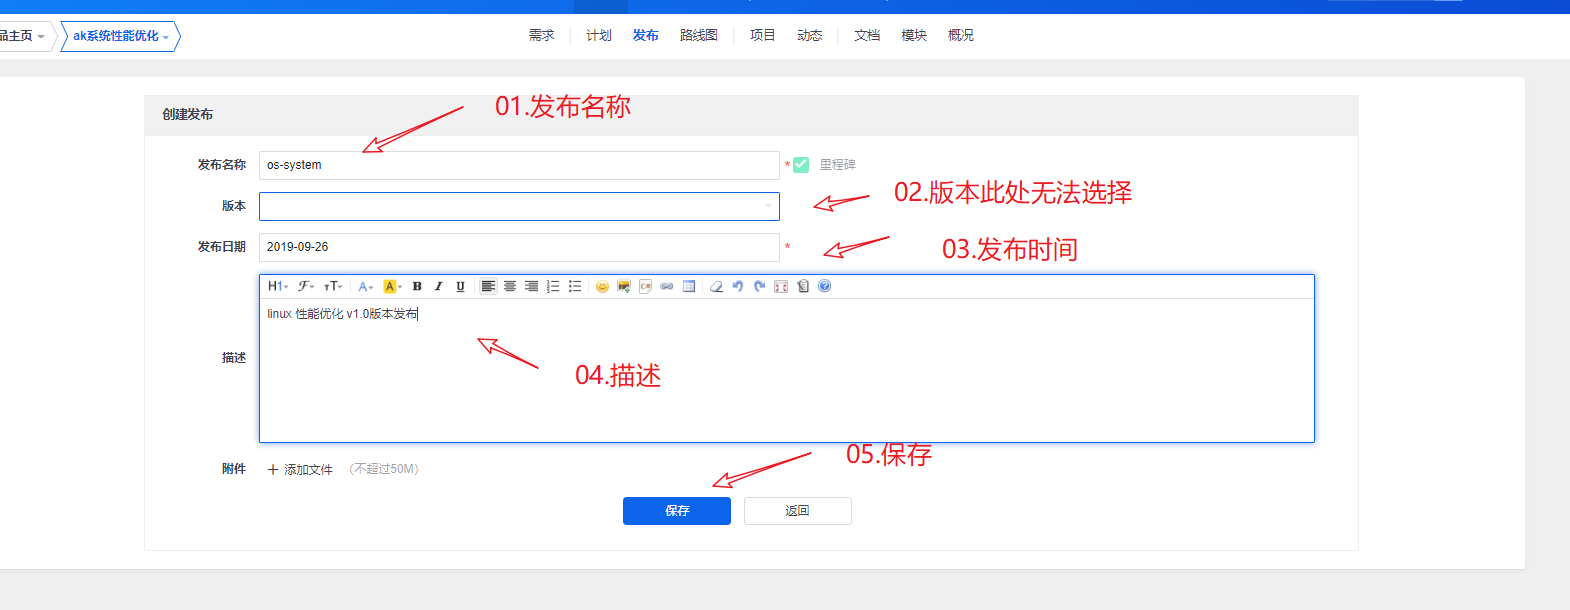 品主页 ak系统性能优化 需求 计划 发布 路线图 项目 动态 文档 模块 概况
创建发布
01.发布名称
发布名称 os-system * 里程碑
版本
02.版本此处无法选择
发布日期 2019-09-26 *
03.发布时间
H1 F tT A A B I U
linux 性能优化 v1.0版本发布
描述
04.描述
附件 + 添加文件 (不超过50M)
05.保存
保存 返回